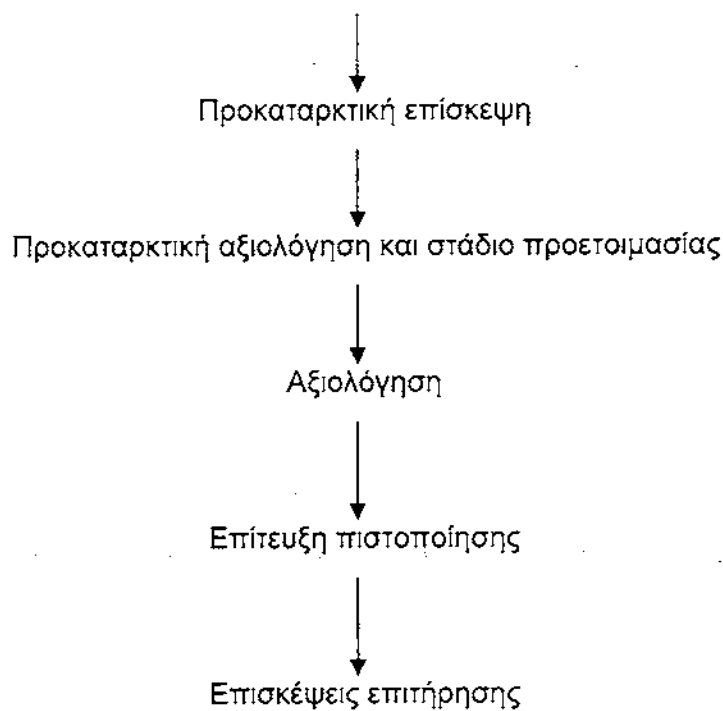 Προκαταρκτική επίσκεψη
Προκαταρκτική αξιολόγηση και στάδιο προετοιμασίας
Αξιολόγηση
Επίτευξη πιστοποίησης
Επισκέψεις επιτήρησης